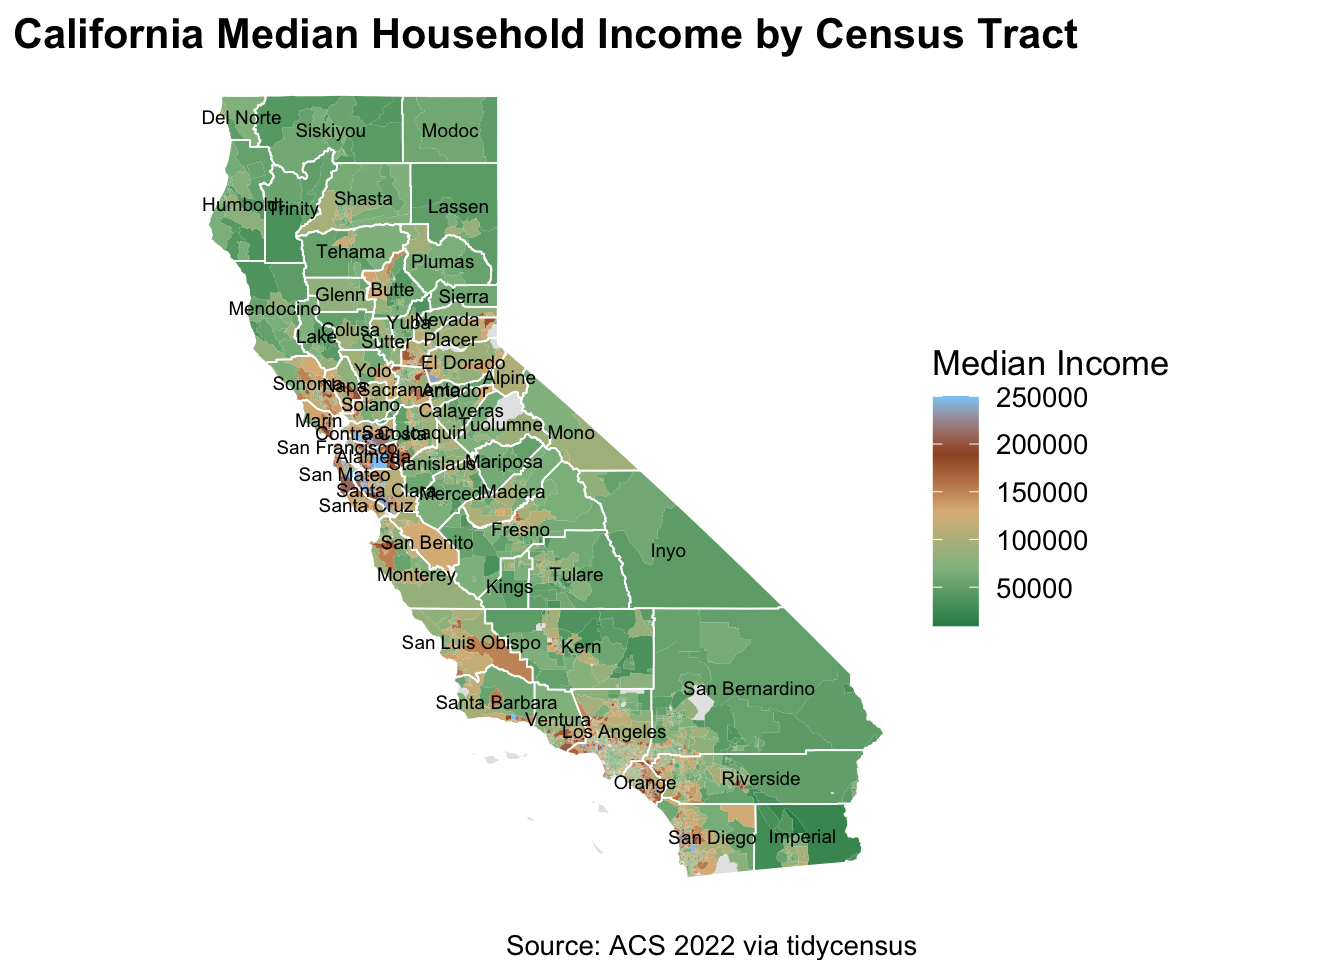 California Median Household Income by Census Tract
Del Norte
Siskiyou
Modoc
Humboldt
Trinity
Shasta
Lassen
Tehama
Plumas
Glenn
Butte
Sierra
Mendocino
Lake
Colusa
Yuba
Nevada
Sutter
Placer
El Dorado
Alpine
Sonoma
Napa
Yolo
Sacramento
Amador
Solano
Calaveras
Marin
Contra Costa
San Joaquin
Tuolumne
Mono
San Francisco
Alameda
Stanislaus
Mariposa
San Mateo
Santa Clara
Merced
Madera
Santa Cruz
San Benito
Fresno
Inyo
Monterey
Kings
Tulare
San Luis Obispo
Kern
Santa Barbara
Ventura
Los Angeles
San Bernardino
Orange
Riverside
San Diego
Imperial
Median Income
250000
200000
150000
100000
50000
Source: ACS 2022 via tidycensus